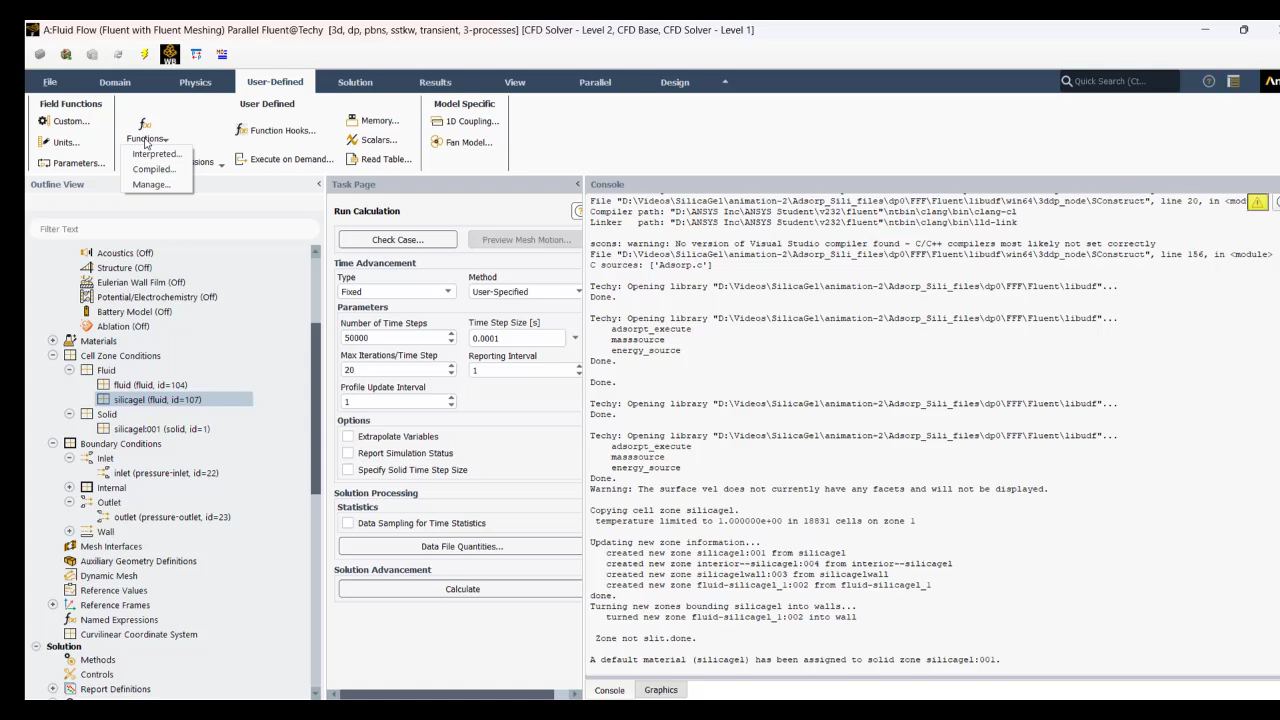 A:Fluid Flow (Fluent with Fluent Meshing) Parallel Fluent@Techy [3d, dp, pbns, sstkw, transient, 3-processes] [CFD Solver - Level 2, CFD Base, CFD Solver - Level 1]
File Domain Physics User-Defined Solution Results View Parallel Design Quick Search (Ct...
Field Functions
Custom...
Units...
Parameters...
User Defined
Functions
Interpreted...
Compiled...
Manage...
Function Hooks...
Execute on Demand...
Memory...
Scalars...
Read Table...
Model Specific
1D Coupling...
Fan Model...
Outline View
Filter Text
Acoustics (Off)
Structure (Off)
Eulerian Wall Film (Off)
Potential/Electrochemistry (Off)
Battery Model (Off)
Ablation (Off)
Materials
Cell Zone Conditions
Fluid
fluid (fluid, id=104)
silicagel (fluid, id=107)
Solid
silicagel:001 (solid, id=1)
Boundary Conditions
Inlet
inlet (pressure-inlet, id=22)
Internal
Outlet
outlet (pressure-outlet, id=23)
Wall
Mesh Interfaces
Auxiliary Geometry Definitions
Dynamic Mesh
Reference Values
Reference Frames
Named Expressions
Curvilinear Coordinate System
Solution
Methods
Controls
Report Definitions
Task Page
Run Calculation
Check Case...
Preview Mesh Motion...
Time Advancement
Type
Method
Fixed
User-Specified
Parameters
Number of Time Steps
Time Step Size [s]
50000
0.0001
Max Iterations/Time Step
Reporting Interval
20
1
Profile Update Interval
1
Options
Extrapolate Variables
Report Simulation Status
Specify Solid Time Step Size
Solution Processing
Statistics
Data Sampling for Time Statistics
Data File Quantities...
Solution Advancement
Calculate
Console
File "D:\Videos\SilicaGel\animation-2\Adsorp_Sili_files\dp0\FFF\Fluent\libudf\win64\3ddp_node\SConstruct", line 20, in <mod
Compiler path: "D:\ANSYS Inc\ANSYS Student\v232\fluent"\ntbin\clang\bin\clang-cl
Linker path: "D:\ANSYS Inc\ANSYS Student\v232\fluent"\ntbin\clang\bin\lld-link
scons: warning: No version of Visual Studio compiler found - C/C++ compilers most likely not set correctly
File "D:\Videos\SilicaGel\animation-2\Adsorp_Sili_files\dp0\FFF\Fluent\libudf\win64\3ddp_node\SConstruct", line 156, in <module>
C sources: ['Adsorp.c']
Techy: Opening library "D:\Videos\SilicaGel\animation-2\Adsorp_Sili_files\dp0\FFF\Fluent\libudf"...
Done.
Techy: Opening library "D:\Videos\SilicaGel\animation-2\Adsorp_Sili_files\dp0\FFF\Fluent\libudf"...
adsorpt_execute
masssource
energy_source
Done.
Done.
Techy: Opening library "D:\Videos\SilicaGel\animation-2\Adsorp_Sili_files\dp0\FFF\Fluent\libudf"...
Done.
Techy: Opening library "D:\Videos\SilicaGel\animation-2\Adsorp_Sili_files\dp0\FFF\Fluent\libudf"...
adsorpt_execute
masssource
energy_source
Done.
Warning: The surface vel does not currently have any facets and will not be displayed.
Copying cell zone silicagel.
temperature limited to 1.000000e+00 in 18831 cells on zone 1
Updating new zone information...
created new zone silicagel:001 from silicagel
created new zone interior--silicagel:004 from interior--silicagel
created new zone silicagelwall:003 from silicagelwall
created new zone fluid-silicagel_1:002 from fluid-silicagel_1
done.
Turning new zones bounding silicagel into walls...
turned new zone fluid-silicagel_1:002 into wall
Zone not slit.done.
A default material (silicagel) has been assigned to solid zone silicagel:001.
Console Graphics